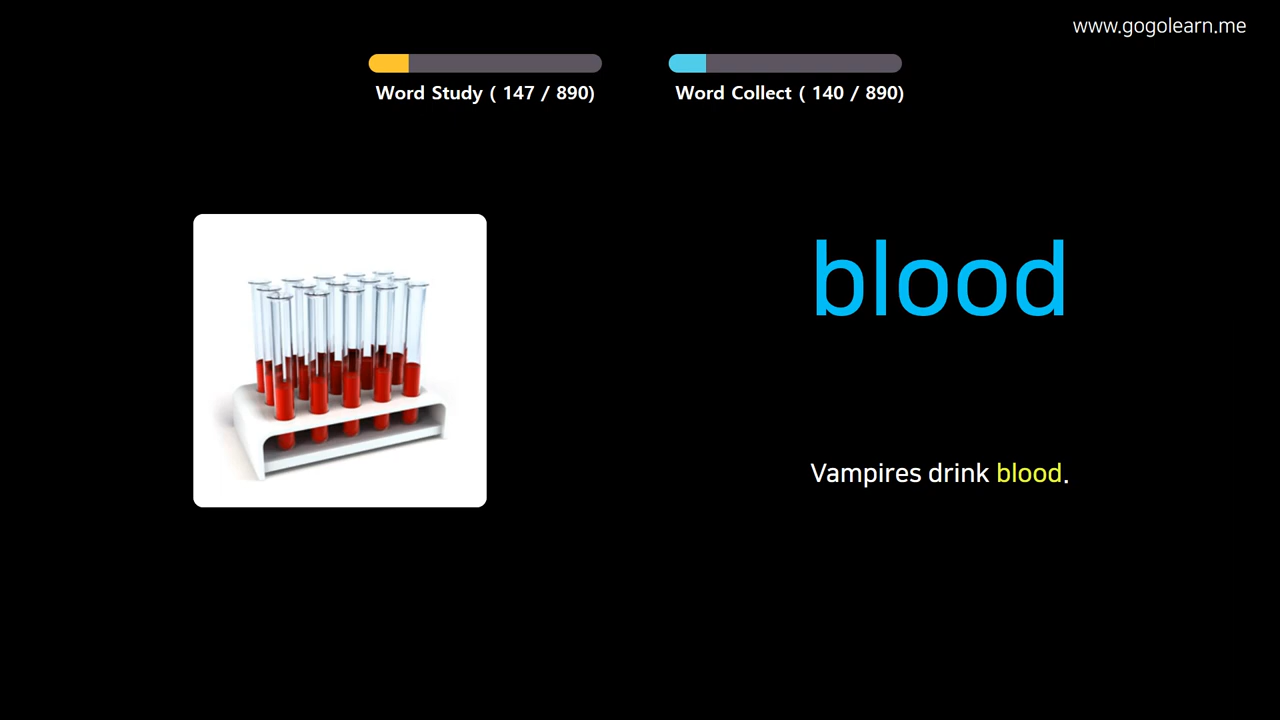 www.gogolearn.me
Word Study ( 147 / 890)
Word Collect ( 140 / 890)
blood
Vampires drink blood.